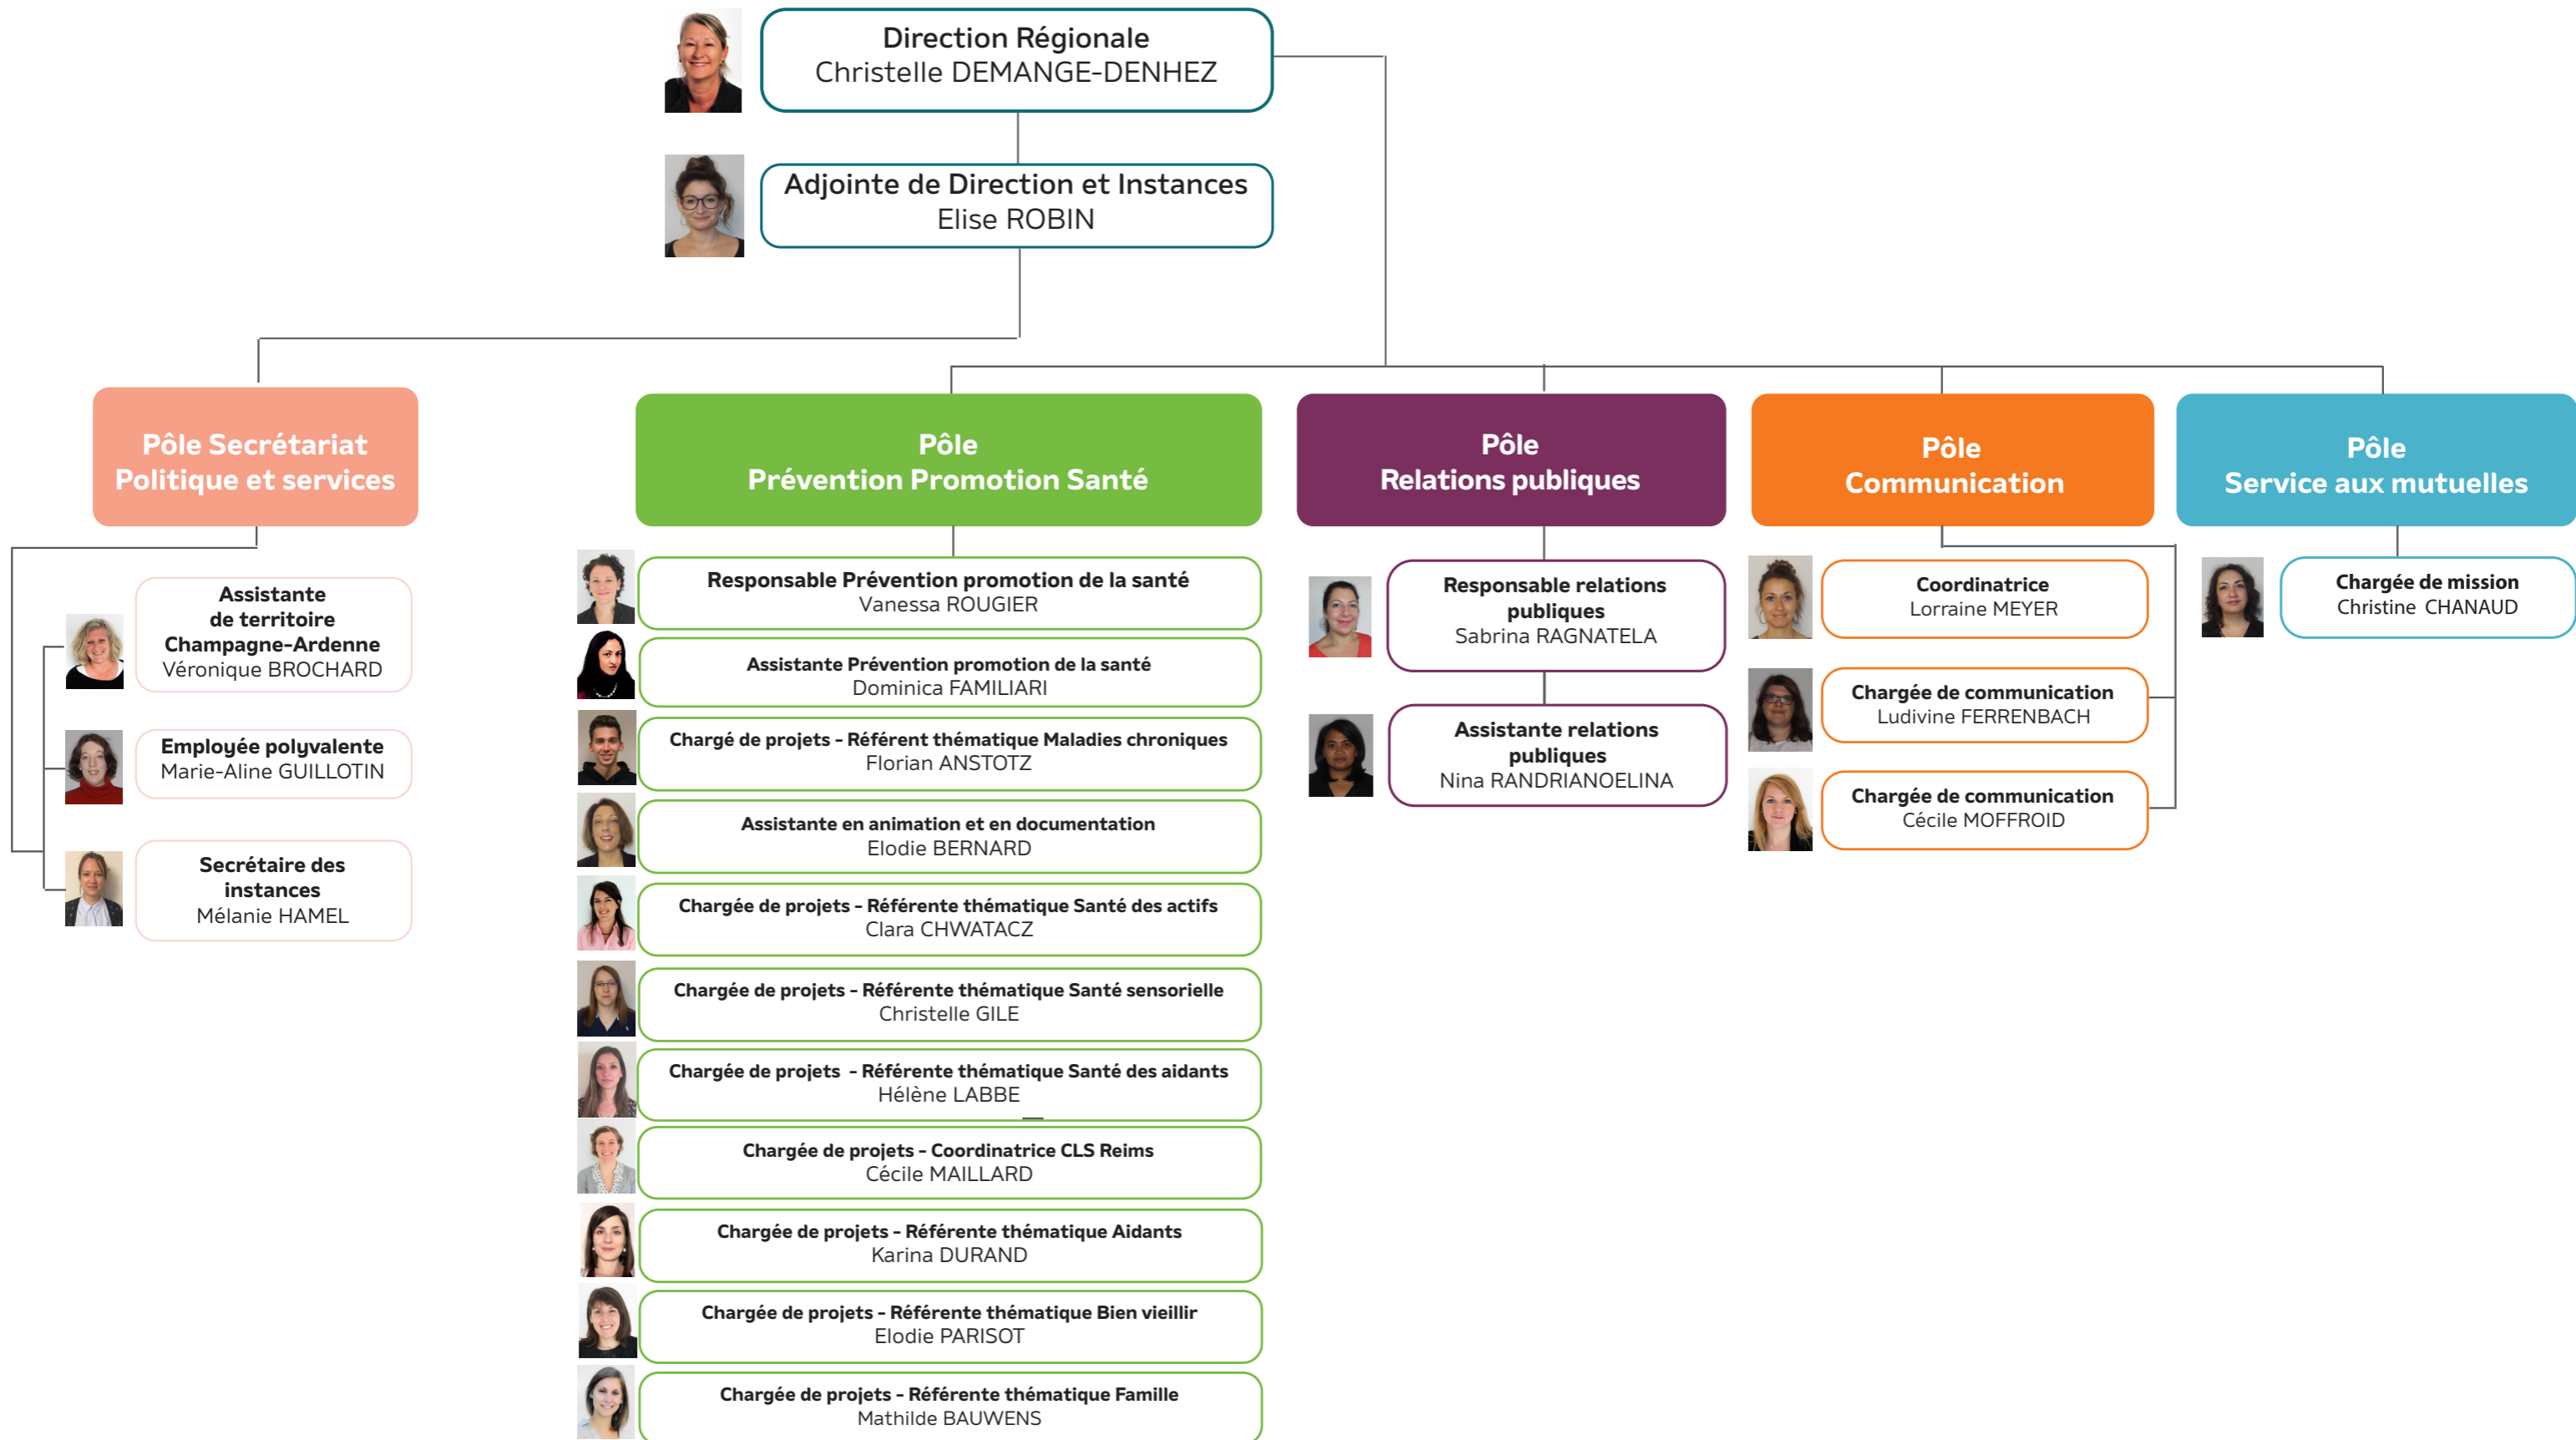 Direction Régionale
Christelle DEMANGE-DENHEZ
Adjointe de Direction et Instances
Elise ROBIN
Pôle Secrétariat
Politique et services
Assistante
de territoire
Champagne-Ardenne
Véronique BROCHARD
Employée polyvalente
Marie-Aline GUILLOTIN
Secrétaire des
instances
Mélanie HAMEL
Pôle
Prévention Promotion Santé
Responsable Prévention promotion de la santé
Vanessa ROUGIER
Assistante Prévention promotion de la santé
Dominica FAMILIARI
Chargé de projets - Référent thématique Maladies chroniques
Florian ANSTOTZ
Assistante en animation et en documentation
Elodie BERNARD
Chargée de projets - Référente thématique Santé des actifs
Clara CHWATACZ
Chargée de projets - Référente thématique Santé sensorielle
Christelle GILE
Chargée de projets - Référente thématique Santé des aidants
Hélène LABBE
Chargée de projets - Coordinatrice CLS Reims
Cécile MAILLARD
Chargée de projets - Référente thématique Aidants
Karina DURAND
Chargée de projets - Référente thématique Bien vieillir
Elodie PARISOT
Chargée de projets - Référente thématique Famille
Mathilde BAUWENS
Pôle
Relations publiques
Responsable relations
publiques
Sabrina RAGNATELA
Assistante relations
publiques
Nina RANDRIANOELINA
Pôle
Communication
Coordinatrice
Lorraine MEYER
Chargée de communication
Ludivine FERRENBACH
Chargée de communication
Cécile MOFFROID
Pôle
Service aux mutuelles
Chargée de mission
Christine CHANAUD